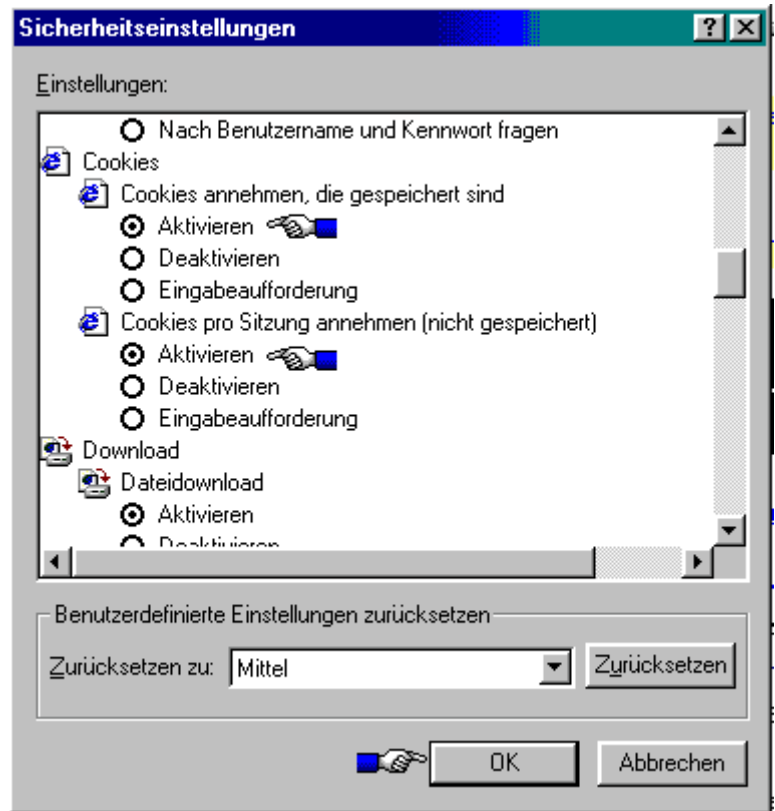 Sicherheitseinstellungen
Einstellungen:
Nach Benutzername und Kennwort fragen
Cookies
Cookies annehmen, die gespeichert sind
Aktivieren
Deaktivieren
Eingabeaufforderung
Cookies pro Sitzung annehmen (nicht gespeichert)
Aktivieren
Deaktivieren
Eingabeaufforderung
Download
Dateidownload
Aktivieren
Deaktivieren
Benutzerdefinierte Einstellungen zurücksetzen
Zurücksetzen zu: Mittel Zurücksetzen
OK Abbrechen